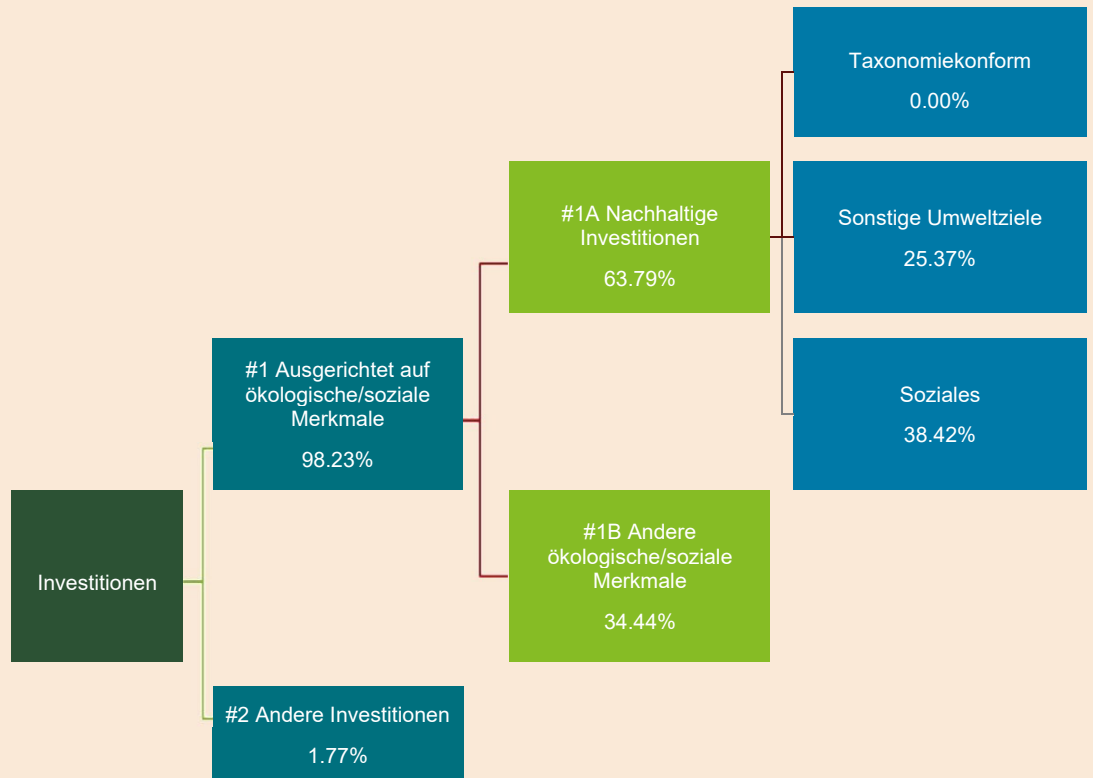 Taxonomiekonform
0.00%
#1A Nachhaltige
Investitionen
63.79%
Sonstige Umweltziele
25.37%
#1 Ausgerichtet auf
ökologische/soziale
Merkmale
98.23%
Soziales
38.42%
Investitionen
#1B Andere
ökologische/soziale
Merkmale
34.44%
#2 Andere Investitionen
1.77%